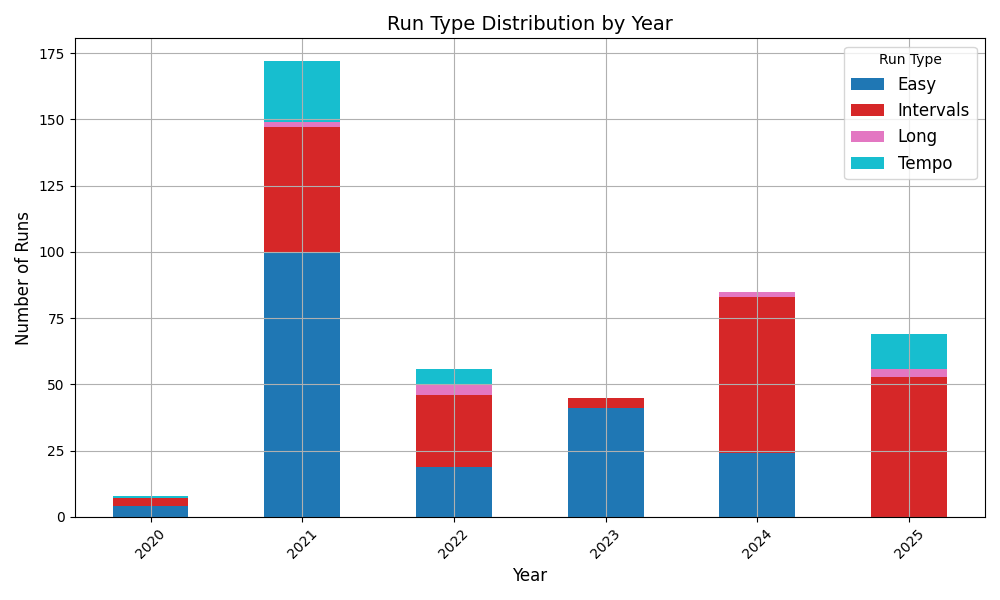 Run Type Distribution by Year
Number of Runs
175
150
125
100
75
50
25
0
Run Type
Easy
Intervals
Long
Tempo
2020
2021
2022
2023
2024
2025
Year